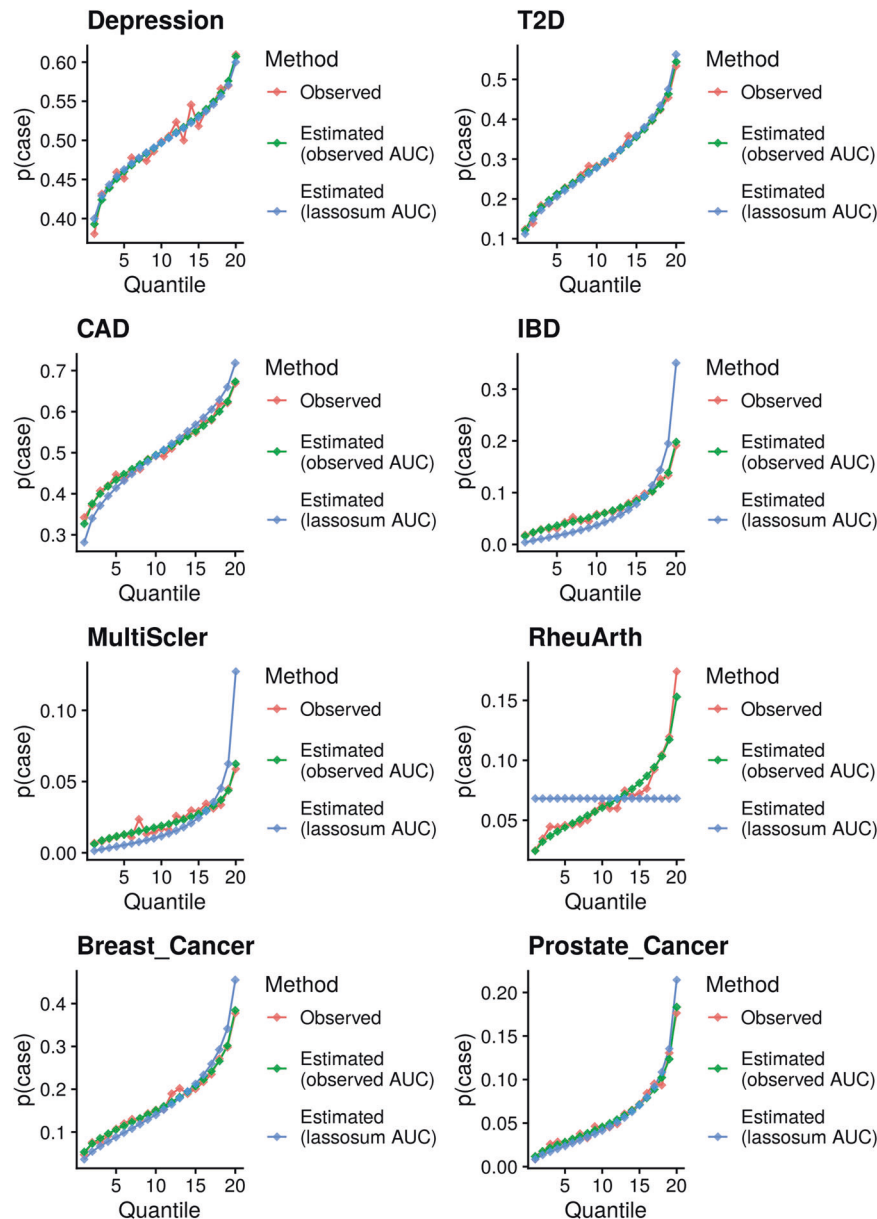 Depression
p(case)
0.60
0.55
0.50
0.45
0.40
5 10 15 20
Quantile
Method
Observed
Estimated
(observed AUC)
Estimated
(lassosum AUC)
T2D
p(case)
0.5
0.4
0.3
0.2
0.1
5 10 15 20
Quantile
Method
Observed
Estimated
(observed AUC)
Estimated
(lassosum AUC)
CAD
p(case)
0.7
0.6
0.5
0.4
0.3
5 10 15 20
Quantile
Method
Observed
Estimated
(observed AUC)
Estimated
(lassosum AUC)
IBD
p(case)
0.3
0.2
0.1
0.0
5 10 15 20
Quantile
Method
Observed
Estimated
(observed AUC)
Estimated
(lassosum AUC)
MultiScler
p(case)
0.10
0.05
0.00
5 10 15 20
Quantile
Method
Observed
Estimated
(observed AUC)
Estimated
(lassosum AUC)
RheuArth
p(case)
0.15
0.10
0.05
5 10 15 20
Quantile
Method
Observed
Estimated
(observed AUC)
Estimated
(lassosum AUC)
Breast_Cancer
p(case)
0.4
0.3
0.2
0.1
5 10 15 20
Quantile
Method
Observed
Estimated
(observed AUC)
Estimated
(lassosum AUC)
Prostate_Cancer
p(case)
0.20
0.15
0.10
0.05
0.00
5 10 15 20
Quantile
Method
Observed
Estimated
(observed AUC)
Estimated
(lassosum AUC)